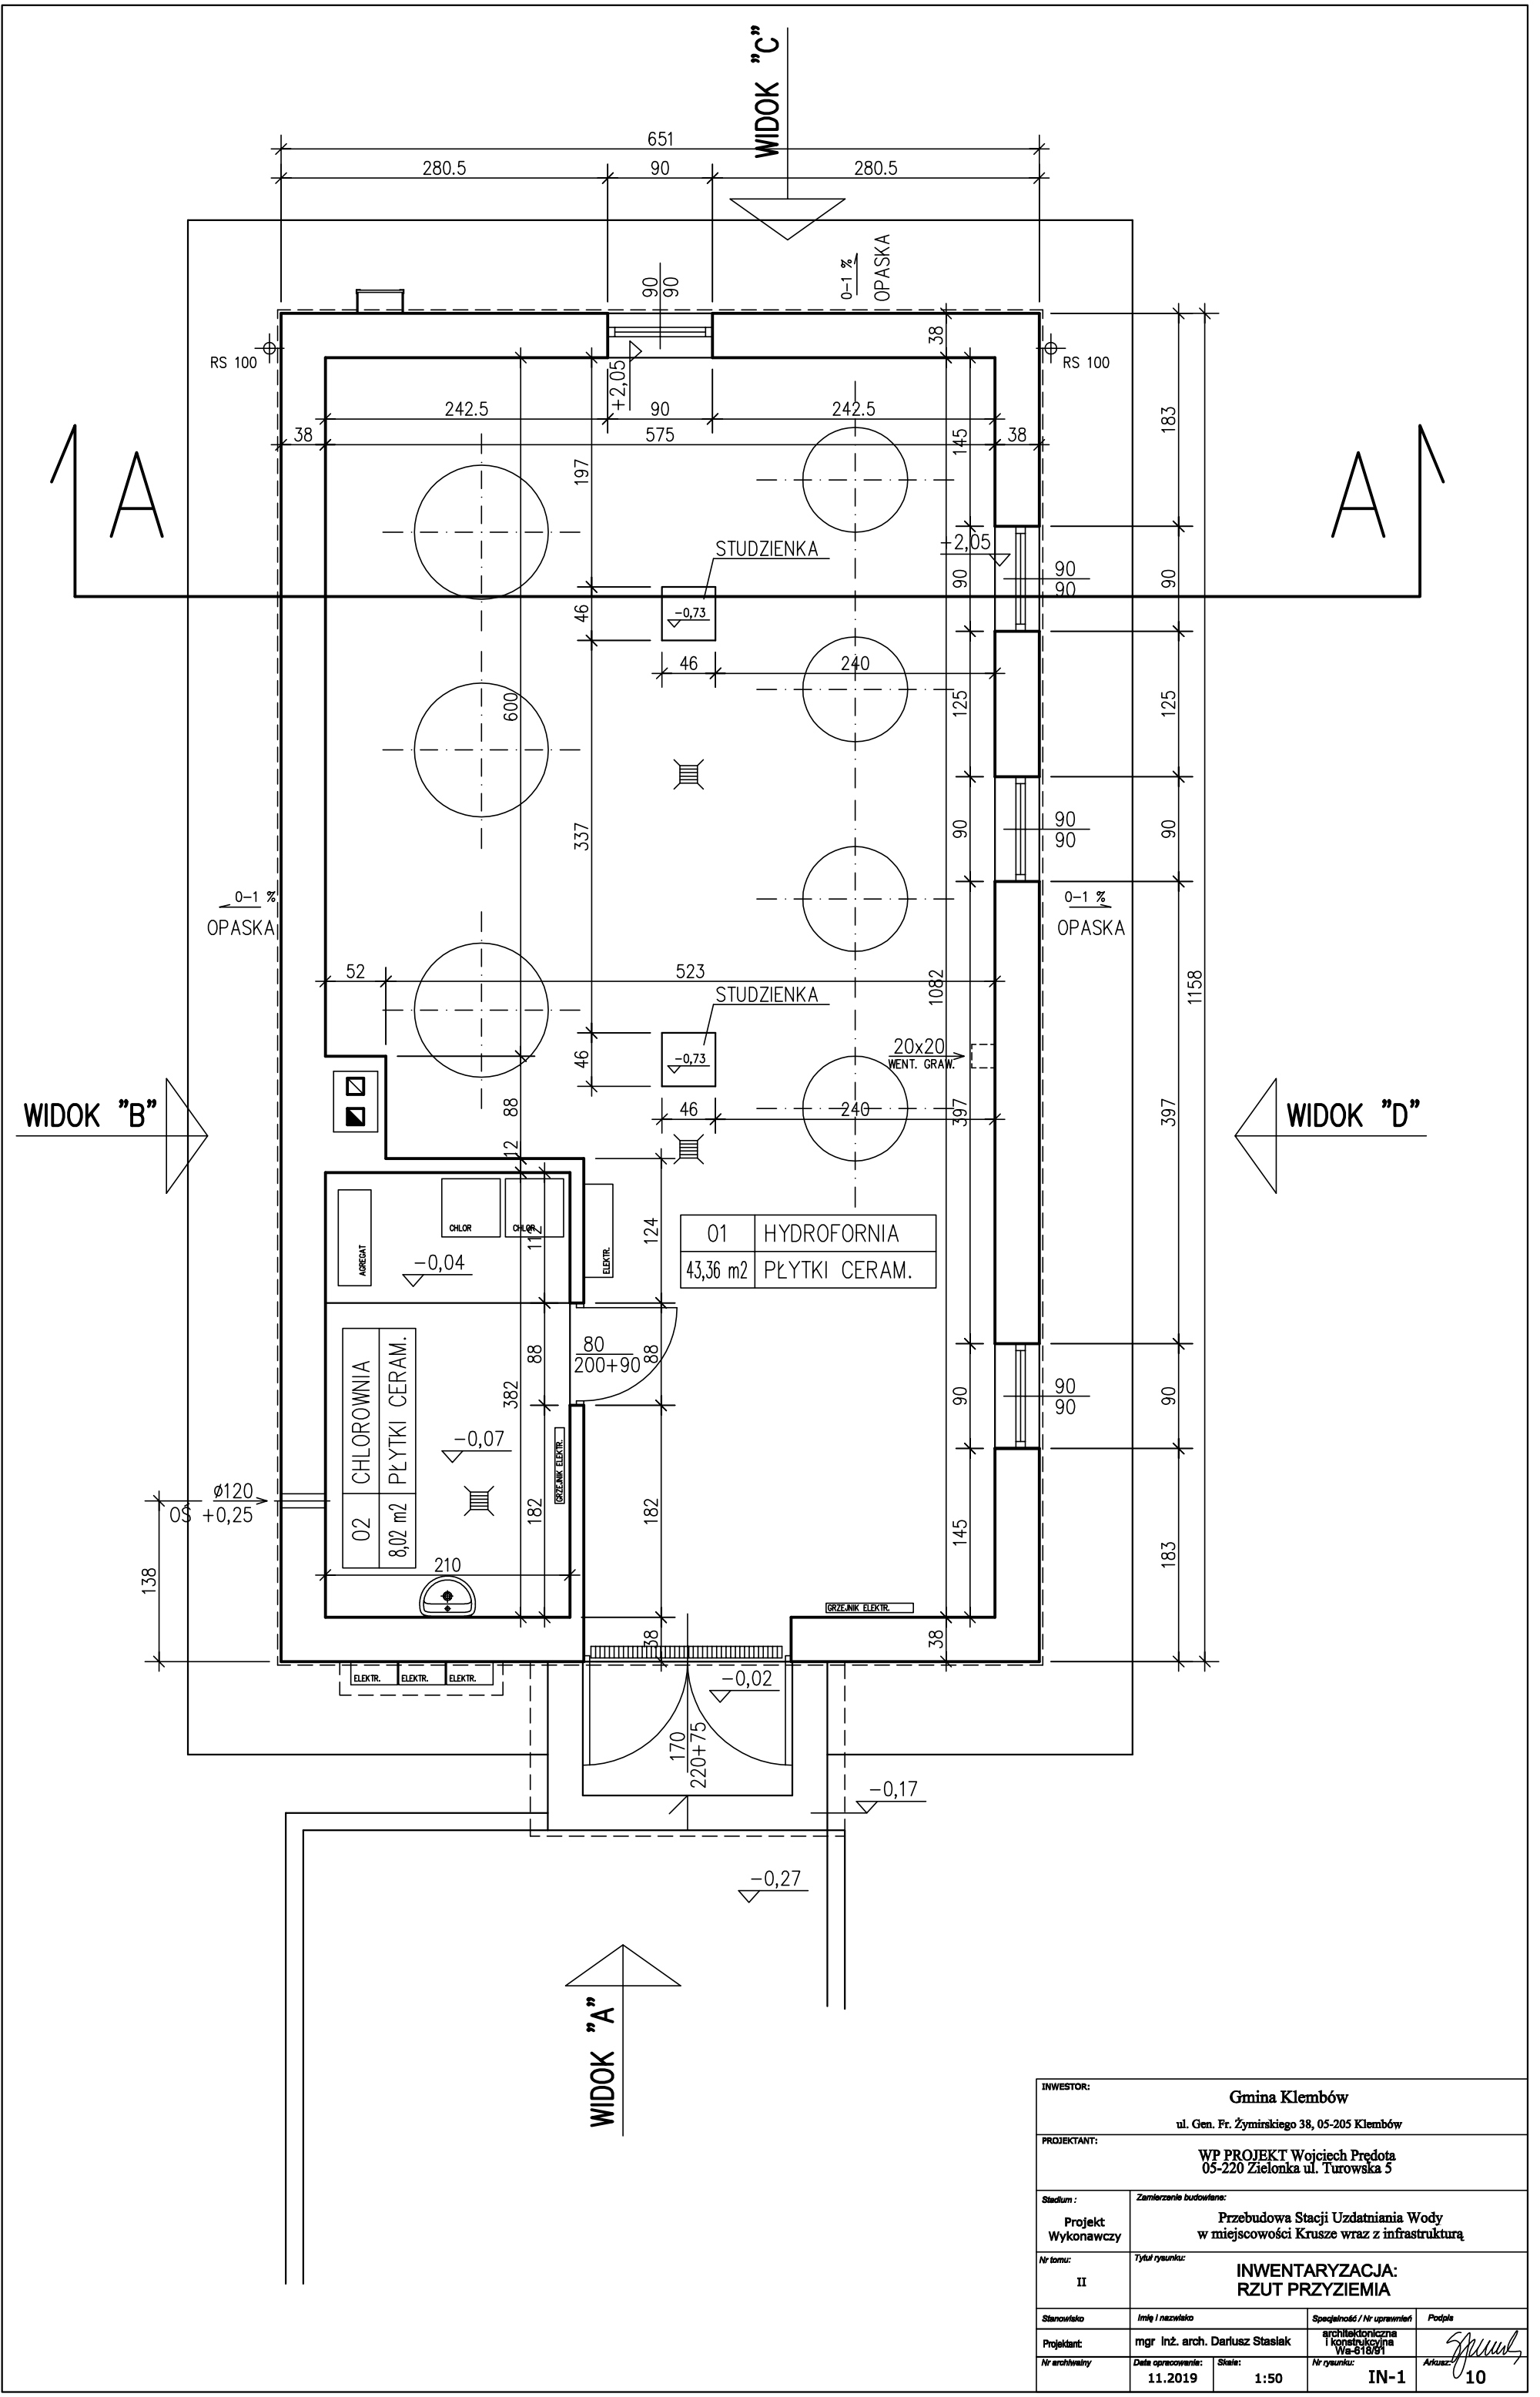 WIDOK "C"
651
280.5
90
280.5
0-1 %
OPASKA
90
90
38
RS 100
RS 100
+2,05
242.5
90
242.5
38
575
38
183
145
197
A
A
STUDZIENKA
+2,05
90
90
90
90
46
-0,73
46
240
600
125
125
337
90
90
90
90
0-1 %
OPASKA
0-1 %
OPASKA
52
523
1082
1158
STUDZIENKA
46
-0,73
20x20
WENT. GRAW.
WIDOK "B"
88
46
240
397
397
WIDOK "D"
12
CHLOR
CHLOR
112
AGREGAT
ELEKTR.
124
01 HYDROFORNIA
43,36 m2 PŁYTKI CERAM.
-0,04
80
200+90
88
88
382
90
90
90
90
02 CHLOROWNIA
8,02 m2 PŁYTKI CERAM.
-0,07
GRZEJNIK ELEKTR.
ø120
OŚ +0,25
182
182
145
183
138
210
GRZEJNIK ELEKTR.
38
38
ELEKTR.
ELEKTR.
ELEKTR.
-0,02
170
220+75
-0,17
-0,27
WIDOK "A"
INWESTOR:
Gmina Klembów
ul. Gen. Fr. Żymirskiego 38, 05-205 Klembów
PROJEKTANT:
WP PROJEKT Wojciech Prędota
05-220 Zielonka ul. Turowska 5
Stadium :
Projekt
Wykonawczy
Zamierzenie budowlane:
Przebudowa Stacji Uzdatniania Wody
w miejscowości Krusze wraz z infrastrukturą
Nr tomu:
II
Tytuł rysunku:
INWENTARYZACJA:
RZUT PRZYZIEMIA
Stanowisko
Imię i nazwisko
Specjalność / Nr uprawnień
Podpis
Projektant:
mgr inż. arch. Dariusz Stasiak
architektoniczna
i konstrukcyjna
Wa-618/91
Nr archiwalny
Data opracowania:
11.2019
Skala:
1:50
Nr rysunku:
IN-1
Arkusz:
10